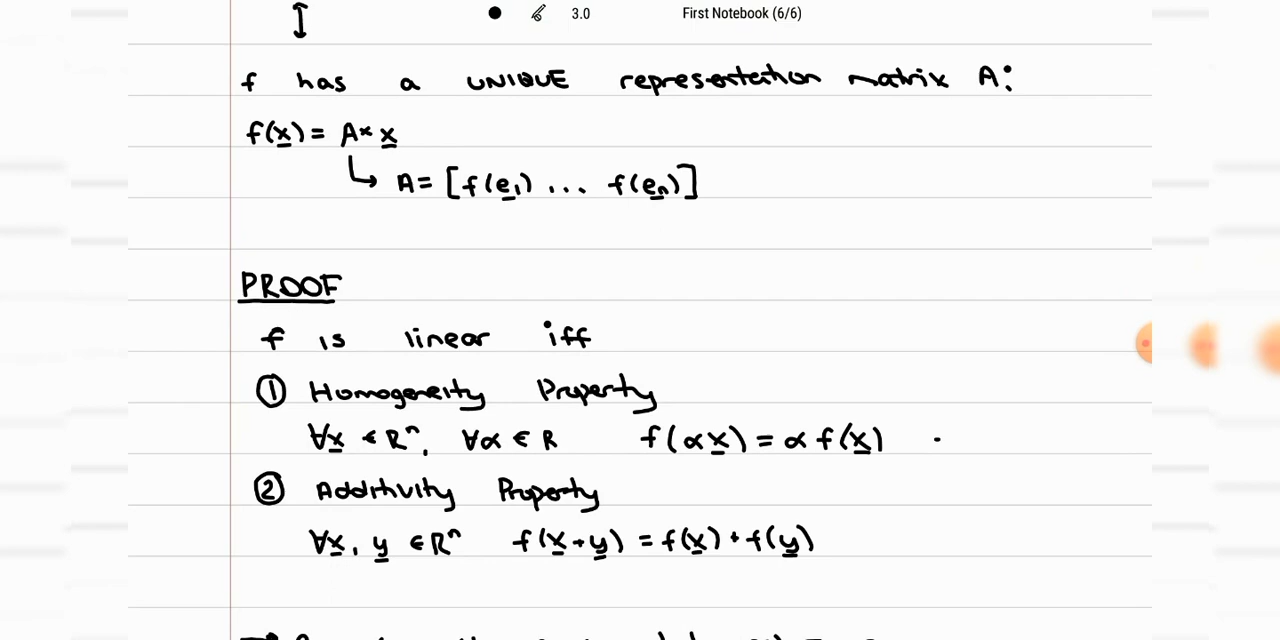 3.0 First Notebook (6/6)
f has a UNIQUE representation matrix A:
f(x) = A* x
A = [f(e₁) ... f(eₙ)]
PROOF
f is linear iff
① Homogeneity Property
∀x ∈ Rⁿ, ∀α ∈ R f(αx) = α f(x)
② Additivity Property
∀x, y ∈ Rⁿ f(x+y) = f(x) + f(y)